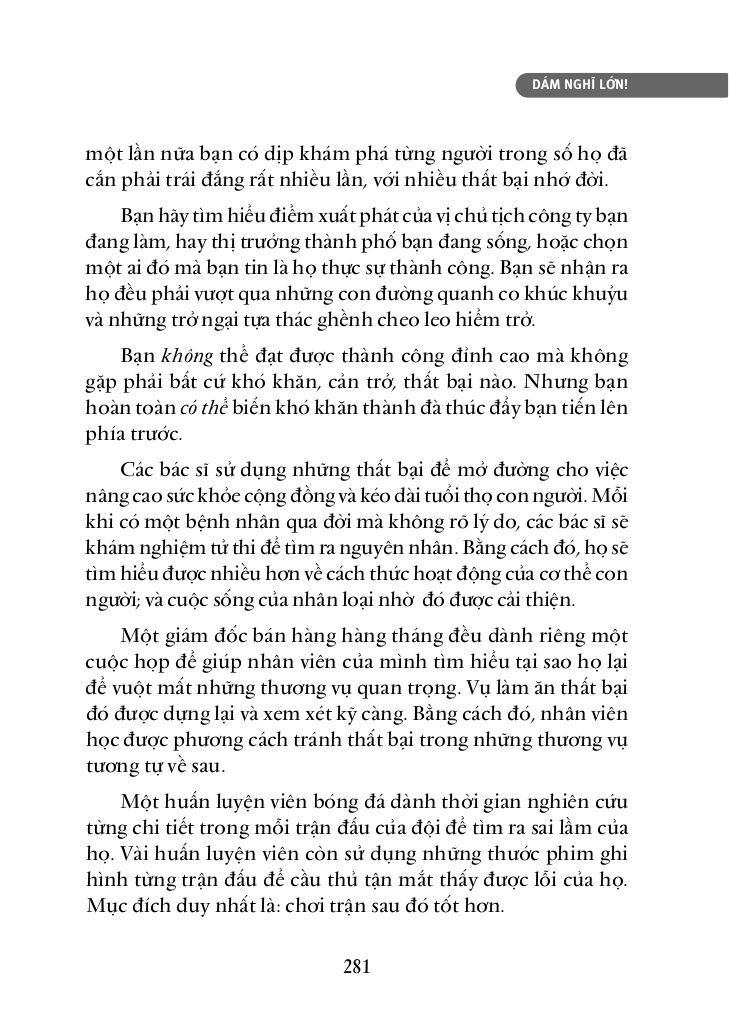 DÁM NGHĨ LỚN!
một lần nữa bạn có dịp khám phá từng người trong số họ đã
cắn phải trái đắng rất nhiều lần, với nhiều thất bại nhớ đời.
Bạn hãy tìm hiểu điểm xuất phát của vị chủ tịch công ty bạn
đang làm, hay thị trưởng thành phố bạn đang sống, hoặc chọn
một ai đó mà bạn tin là họ thực sự thành công. Bạn sẽ nhận ra
họ đều phải vượt qua những con đường quanh co khúc khuỷu
và những trở ngại tựa thác ghềnh cheo leo hiểm trở.
Bạn không thể đạt được thành công đỉnh cao mà không
gặp phải bất cứ khó khăn, cản trở, thất bại nào. Nhưng bạn
hoàn toàn có thể biến khó khăn thành đà thúc đẩy bạn tiến lên
phía trước.
Các bác sĩ sử dụng những thất bại để mở đường cho việc
nâng cao sức khỏe cộng đồng và kéo dài tuổi thọ con người. Mỗi
khi có một bệnh nhân qua đời mà không rõ lý do, các bác sĩ sẽ
khám nghiệm tử thi để tìm ra nguyên nhân. Bằng cách đó, họ sẽ
tìm hiểu được nhiều hơn về cách thức hoạt động của cơ thể con
người; và cuộc sống của nhân loại nhờ đó được cải thiện.
Một giám đốc bán hàng hàng tháng đều dành riêng một
cuộc họp để giúp nhân viên của mình tìm hiểu tại sao họ lại
để vuột mất những thương vụ quan trọng. Vụ làm ăn thất bại
đó được dựng lại và xem xét kỹ càng. Bằng cách đó, nhân viên
học được phương cách tránh thất bại trong những thương vụ
tương tự về sau.
Một huấn luyện viên bóng đá dành thời gian nghiên cứu
từng chi tiết trong mỗi trận đấu của đội để tìm ra sai lầm của
họ. Vài huấn luyện viên còn sử dụng những thước phim ghi
hình từng trận đấu để cầu thủ tận mắt thấy được lỗi của họ.
Mục đích duy nhất là: chơi trận sau đó tốt hơn.
281